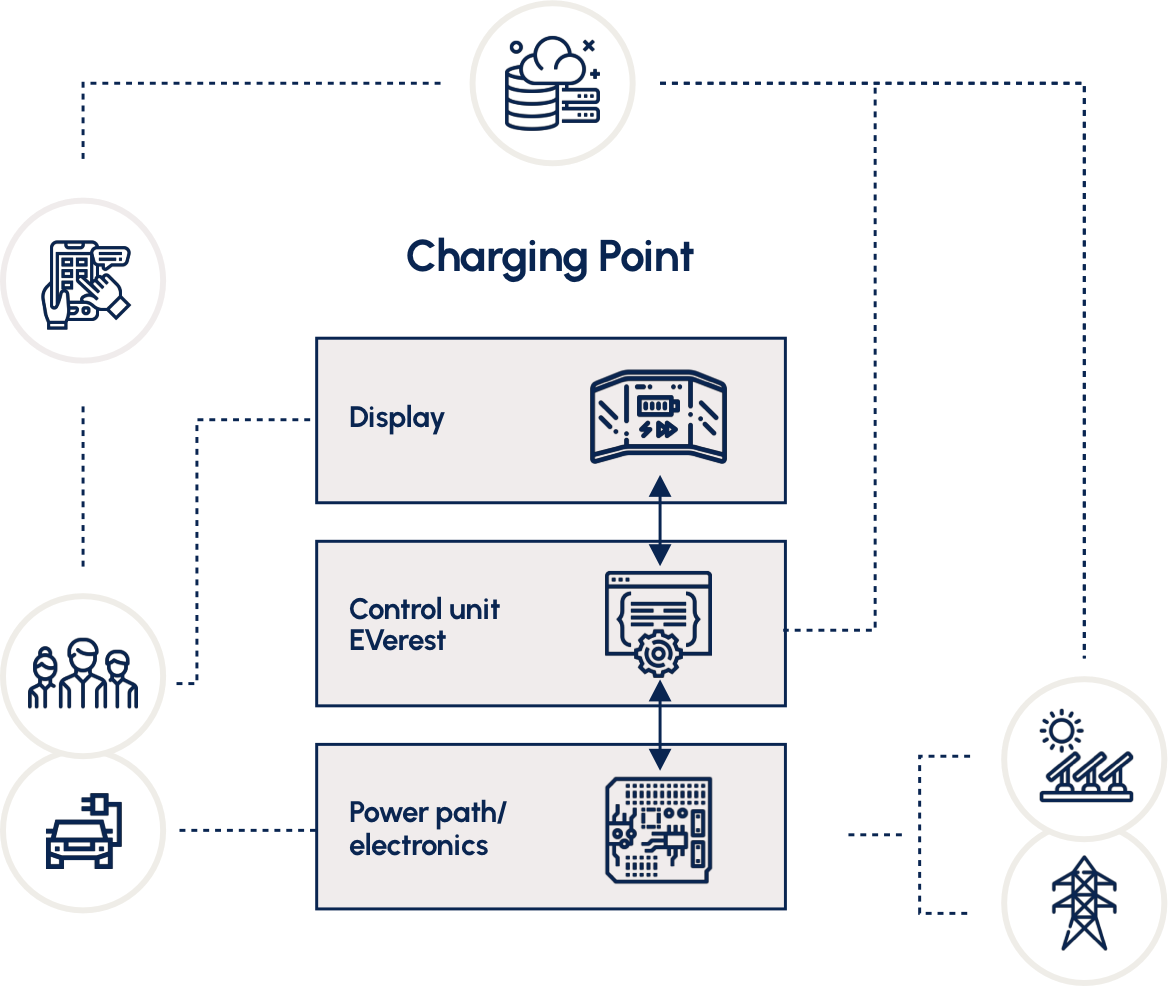 Charging Point
Display
Control unit
EVerest
Power path/
electronics